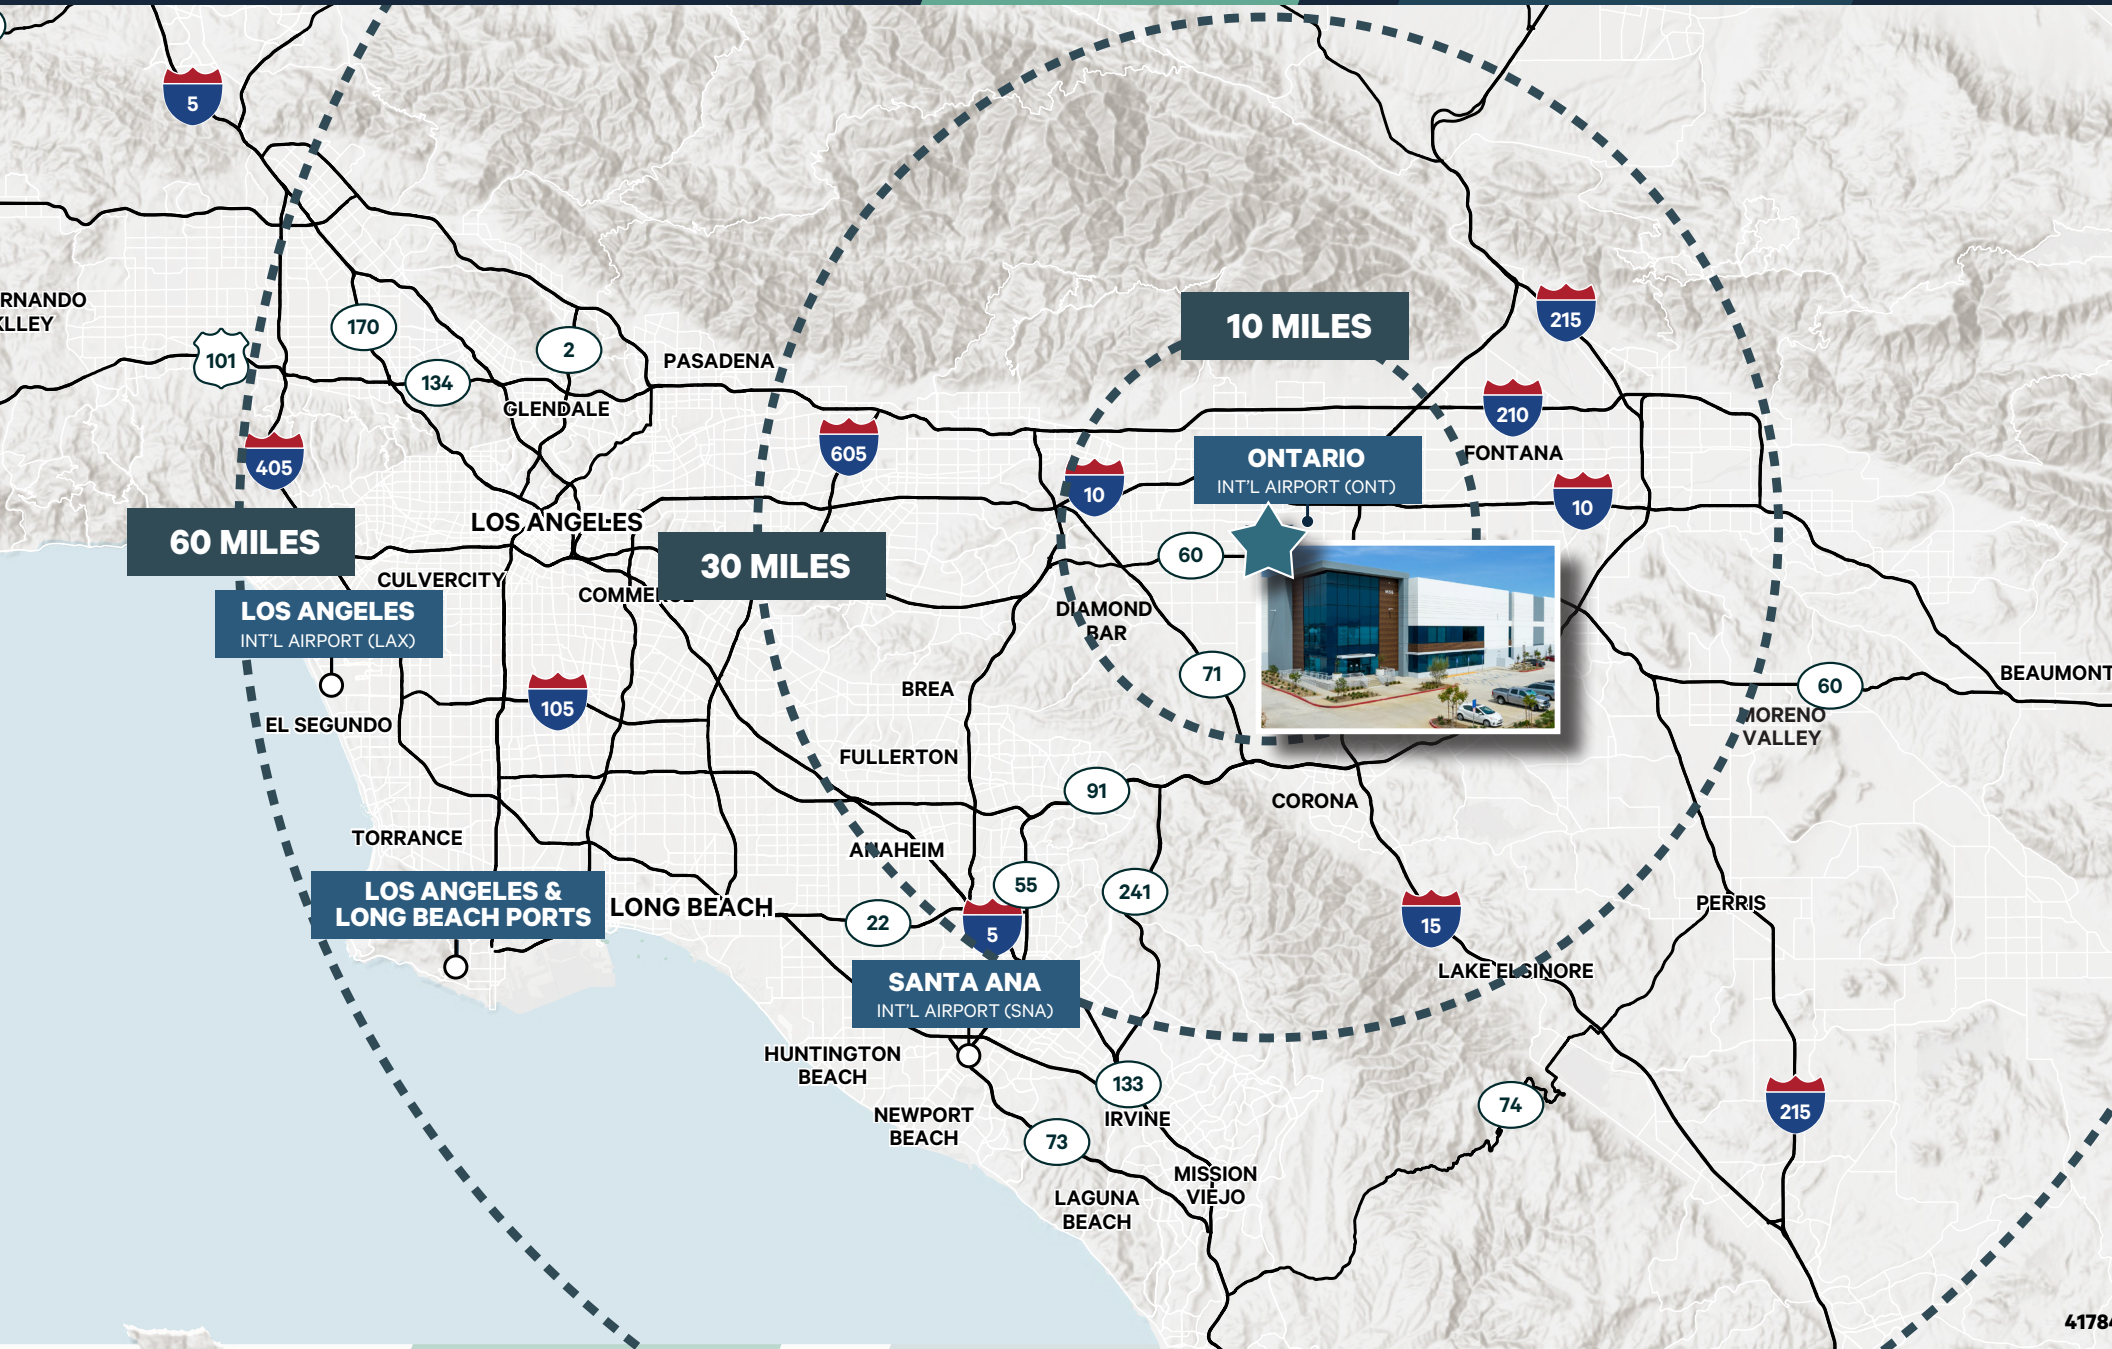 5
RNANDO
LLEY
101
170
134
2
PASADENA
GLENDALE
405
605
10 MILES
215
210
FONTANA
ONTARIO
INT'L AIRPORT (ONT)
10
10
60 MILES
LOS ANGELES
30 MILES
60
CULVERCITY
COMMERCE
LOS ANGELES
INT'L AIRPORT (LAX)
DIAMOND
BAR
71
BREA
105
EL SEGUNDO
60
BEAUMONT
MORENO
VALLEY
FULLERTON
91
CORONA
TORRANCE
ANAHEIM
LOS ANGELES &
LONG BEACH PORTS
LONG BEACH
22
5
55
241
15
PERRIS
LAKE ELSINORE
SANTA ANA
INT'L AIRPORT (SNA)
HUNTINGTON
BEACH
133
IRVINE
NEWPORT
BEACH
73
74
215
MISSION
VIEJO
LAGUNA
BEACH
4178